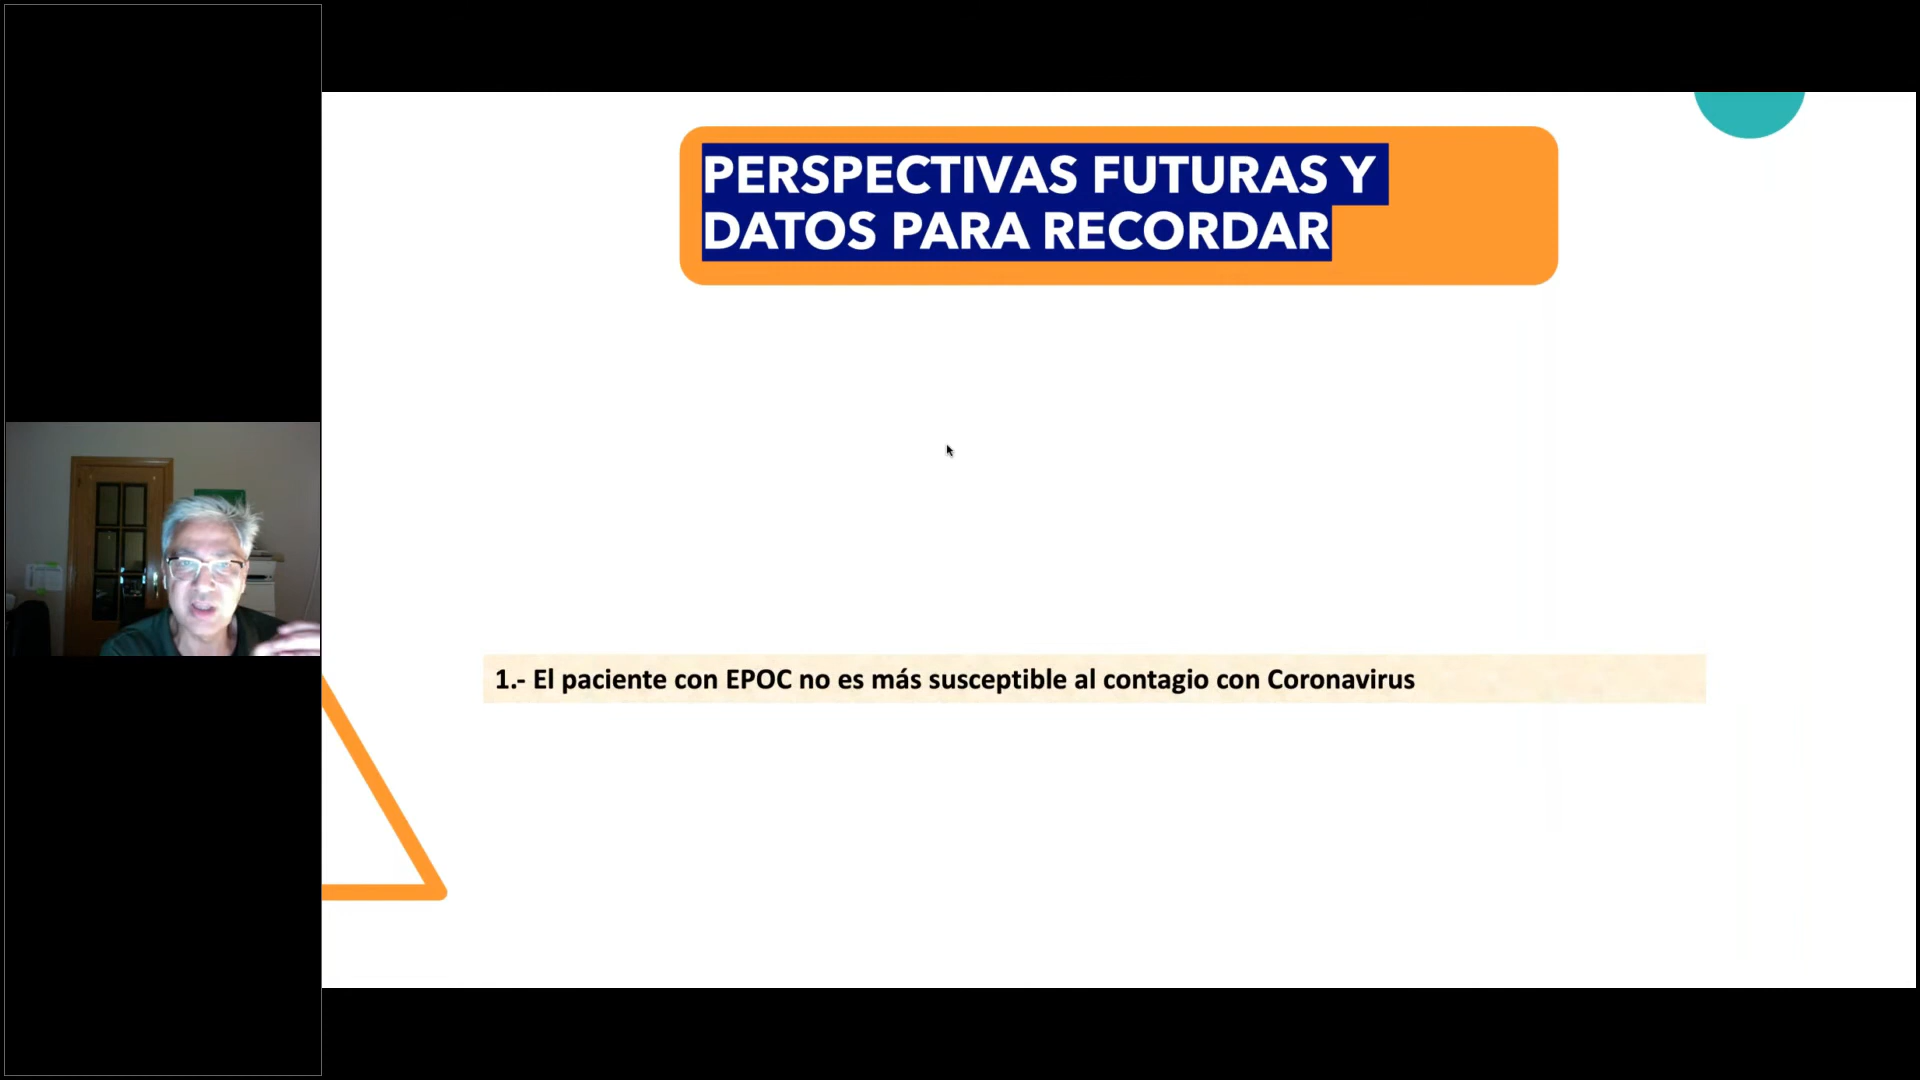 PERSPECTIVAS FUTURAS Y
DATOS PARA RECORDAR
1.- El paciente con EPOC no es más susceptible al contagio con Coronavirus